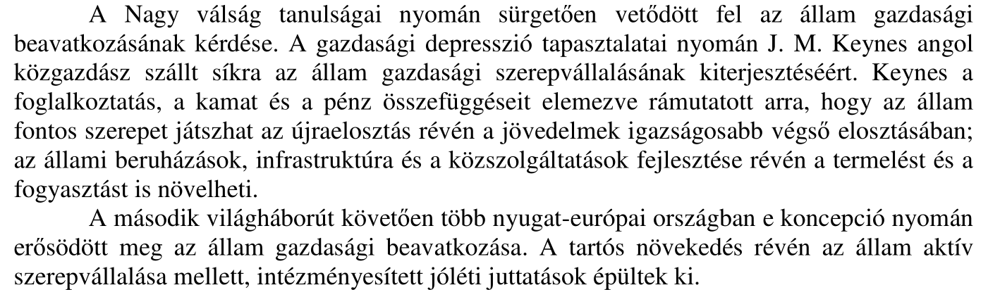 A Nagy válság tanulságai nyomán sürgetően vetődött fel az állam gazdasági
beavatkozásának kérdése. A gazdasági depresszió tapasztalatai nyomán J. M. Keynes angol
közgazdász szállt síkra az állam gazdasági szerepvállalásának kiterjesztéséért. Keynes a
foglalkoztatás, a kamat és a pénz összefüggéseit elemezve rámutatott arra, hogy az állam
fontos szerepet játszhat az újraelosztás révén a jövedelmek igazságosabb végső elosztásában;
az állami beruházások, infrastruktúra és a közszolgáltatások fejlesztése révén a termelést és a
fogyasztást is növelheti.
A második világháborút követően több nyugat-európai országban e koncepció nyomán
erősödött meg az állam gazdasági beavatkozása. A tartós növekedés révén az állam aktív
szerepvállalása mellett, intézményesített jóléti juttatások épültek ki.